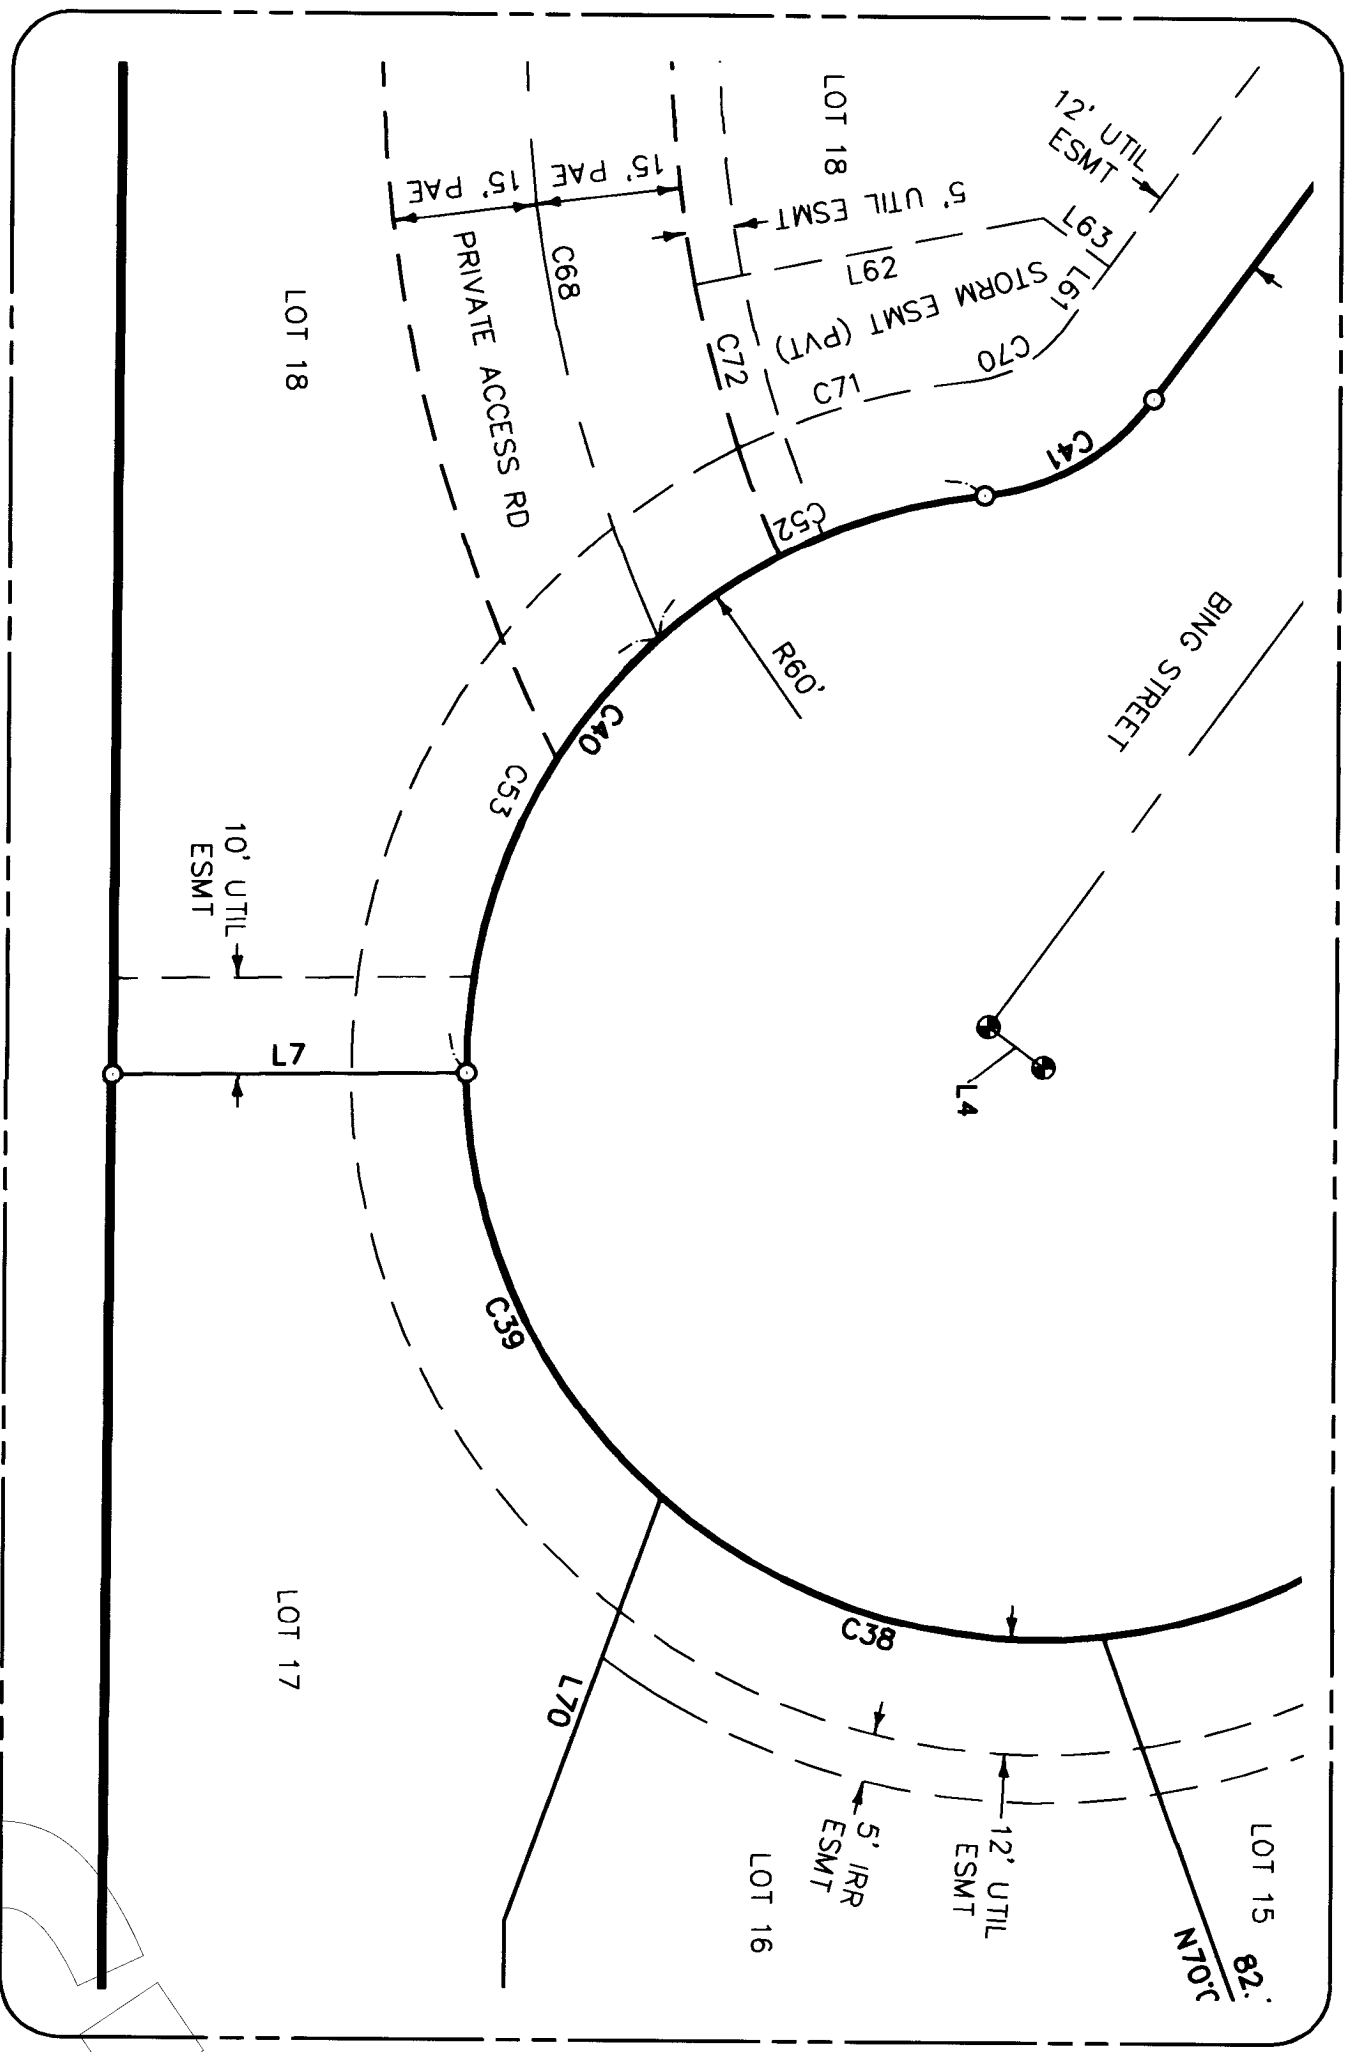 LOT 18
12' UTIL
ESMT
15' PAE
15' PAE
5' UTIL ESMT
L63
L61
L62
STORM ESMT (PVT)
C68
PRIVATE ACCESS RD
LOT 18
C72
C70
C71
C41
C52
BING STREET
R60'
C40
C53
10' UTIL
ESMT
L7
L4
C39
C38
L70
LOT 17
5' IRR
ESMT
12' UTIL
ESMT
LOT 16
LOT 15
82.